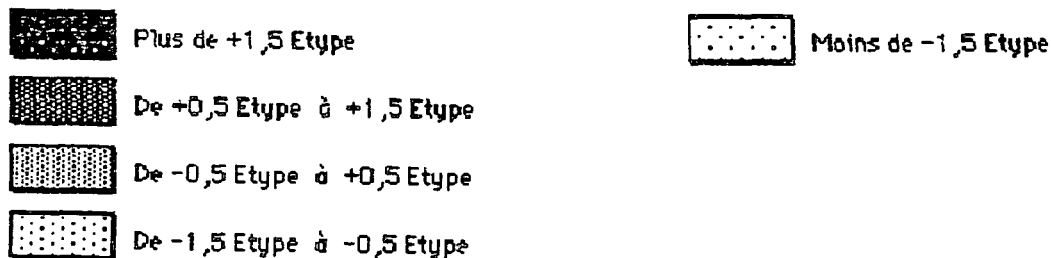 Plus de +1,5 Etype
De +0,5 Etype à +1,5 Etype
De -0,5 Etype à +0,5 Etype
De -1,5 Etype à -0,5 Etype
Moins de -1,5 Etype